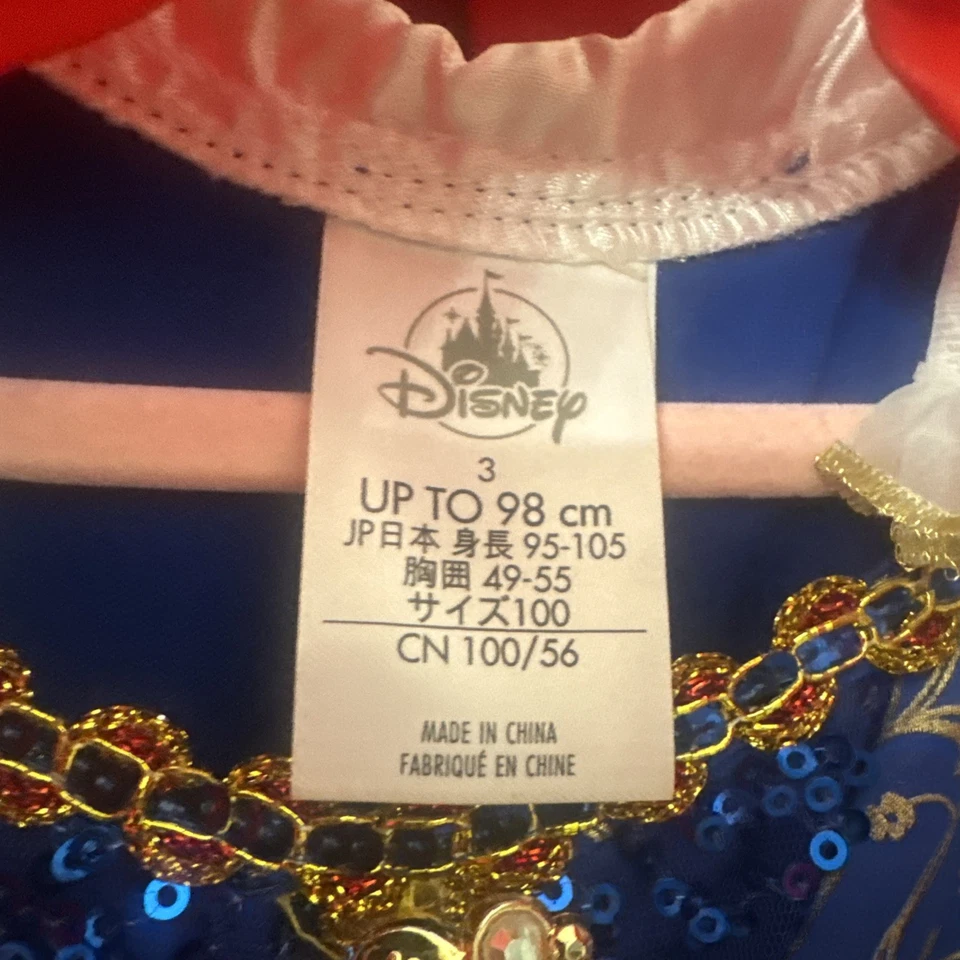 Disney
3
UP TO 98 cm
JP日本 身長 95-105
胸囲 49-55
サイズ100
CN 100/56
MADE IN CHINA
FABRIQUÉ EN CHINE